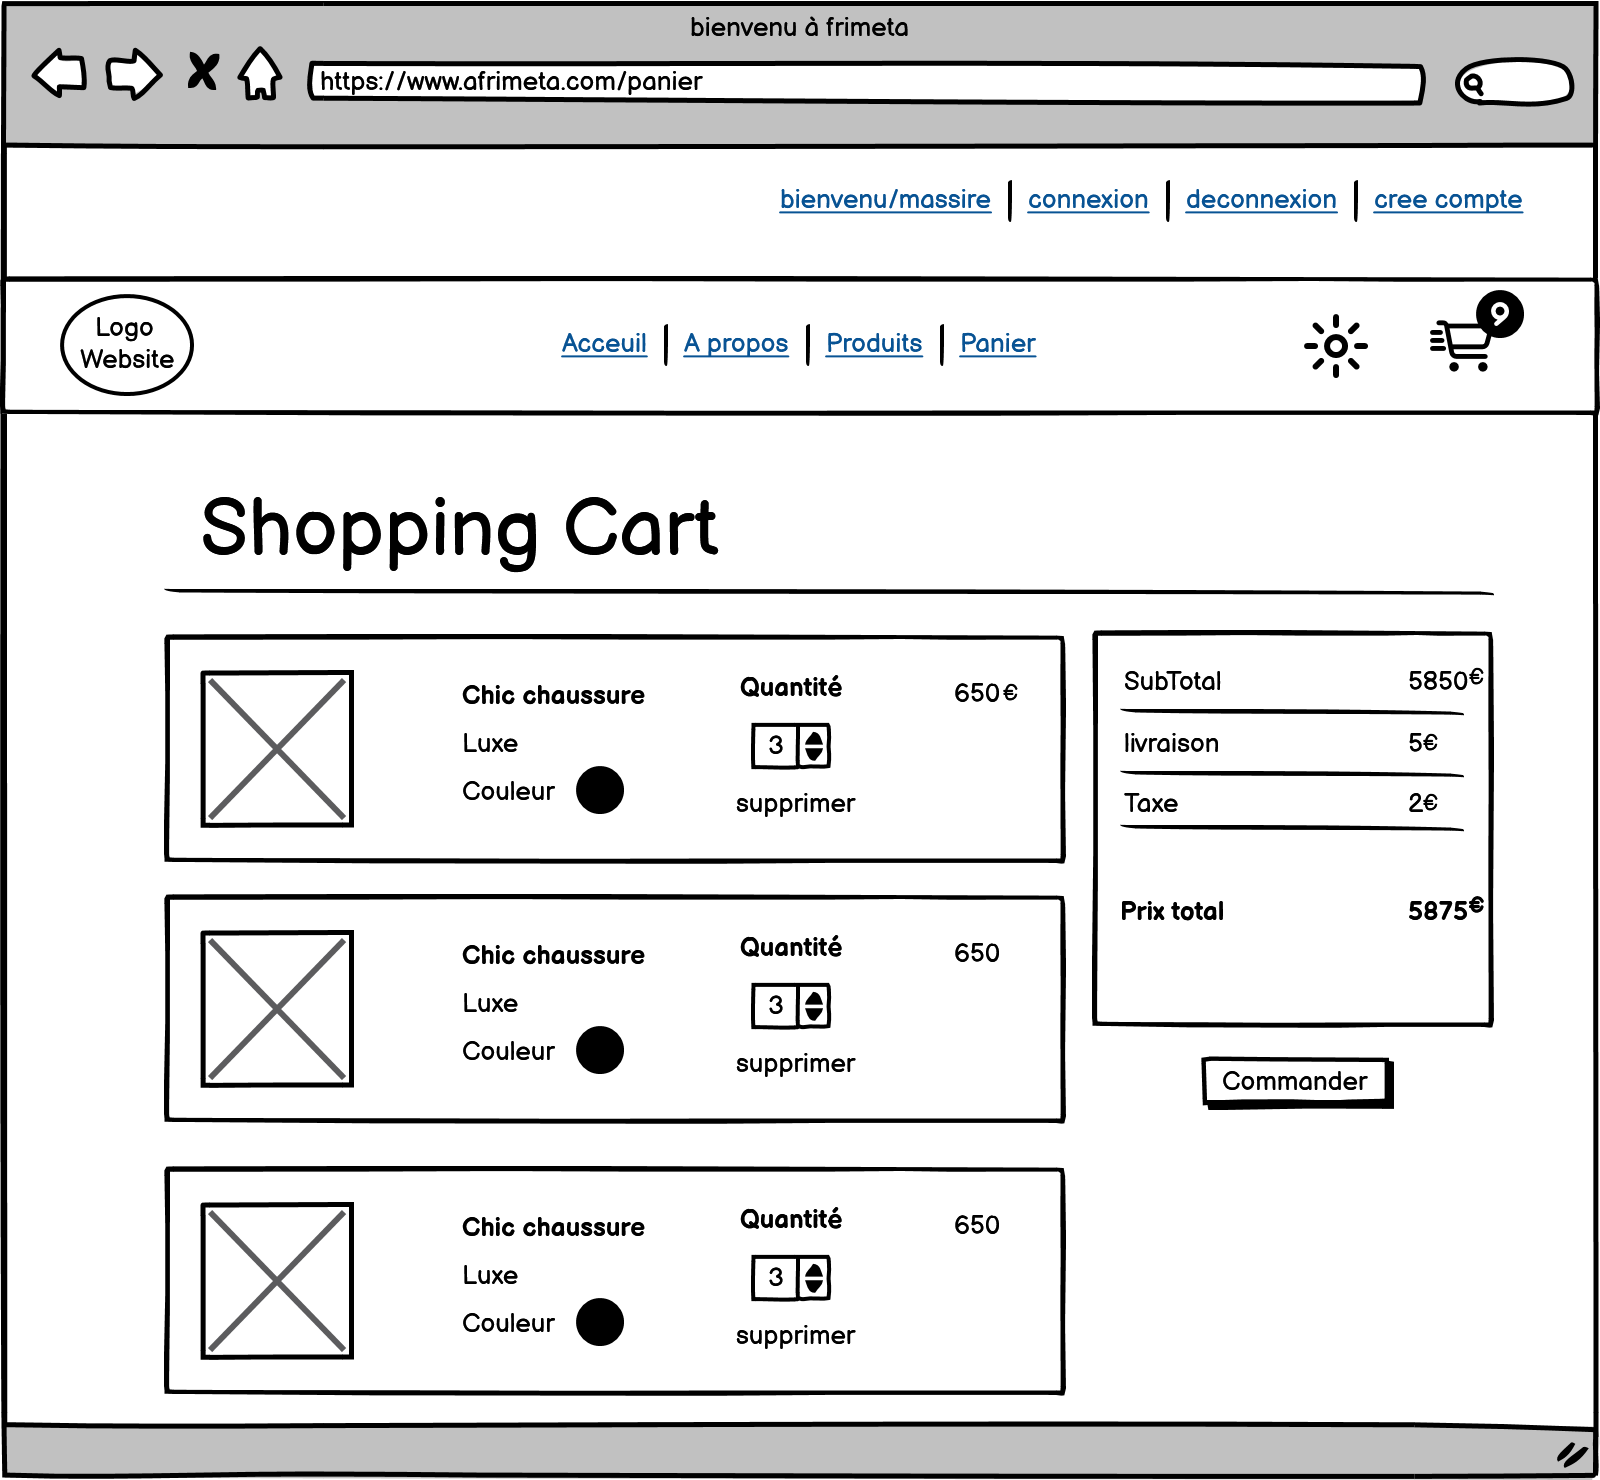 bienvenu à frimeta
https://www.afrimeta.com/panier
bienvenu/massire connexion deconnexion cree compte
Logo
Website
Acceuil A propos Produits Panier
9
Shopping Cart
Chic chaussure
Luxe
Couleur
Quantité
3
supprimer
650€
SubTotal 5850€
livraison 5€
Taxe 2€
Prix total 5875€
Commander
Chic chaussure
Luxe
Couleur
Quantité
3
supprimer
650
Chic chaussure
Luxe
Couleur
Quantité
3
supprimer
650